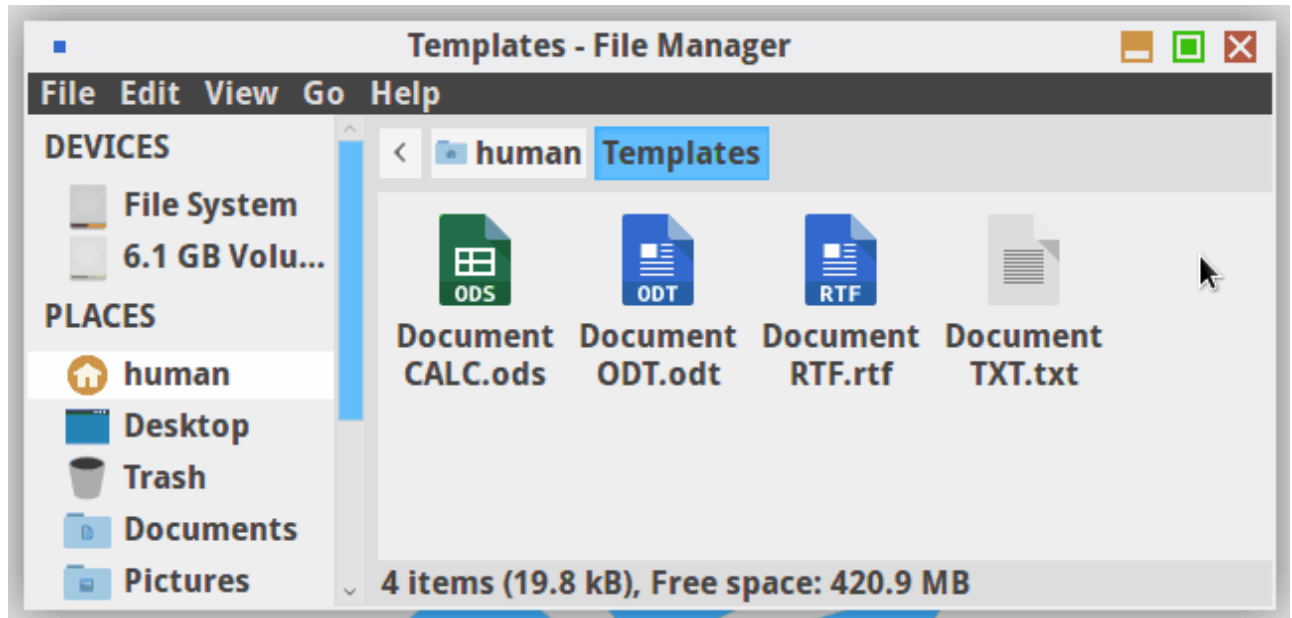 Templates - File Manager
File Edit View Go Help
DEVICES
File System
6.1 GB Volu...
PLACES
human
Desktop
Trash
Documents
Pictures
human Templates
ODS ODT RTF
Document Document Document Document
CALC.ods ODT.odt RTF.rtf TXT.txt
4 items (19.8 kB), Free space: 420.9 MB